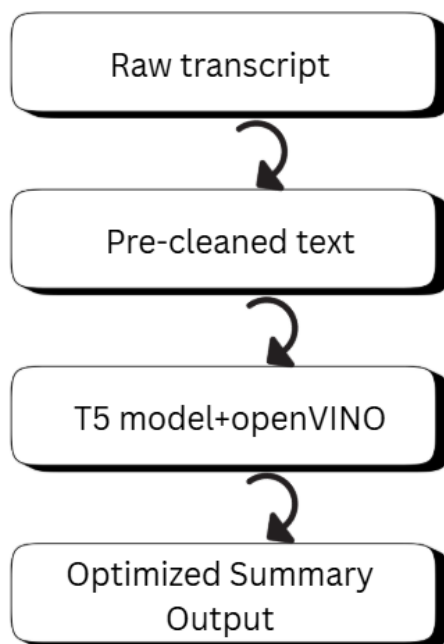 Raw transcript
Pre-cleaned text
T5 model+openVINO
Optimized Summary
Output